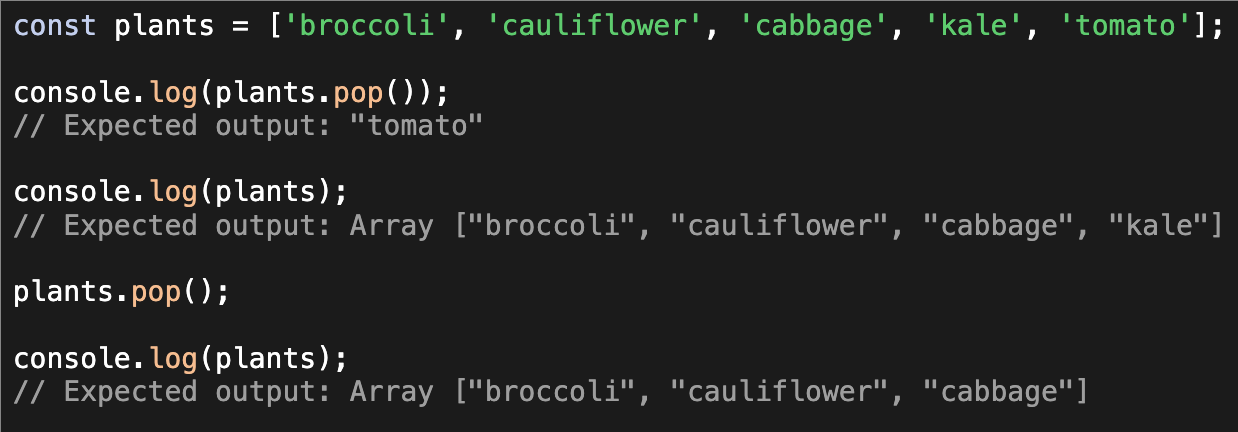 const plants = ['broccoli', 'cauliflower', 'cabbage', 'kale', 'tomato'];
console.log(plants.pop());
// Expected output: "tomato"
console.log(plants);
// Expected output: Array ["broccoli", "cauliflower", "cabbage", "kale"]
plants.pop();
console.log(plants);
// Expected output: Array ["broccoli", "cauliflower", "cabbage"]